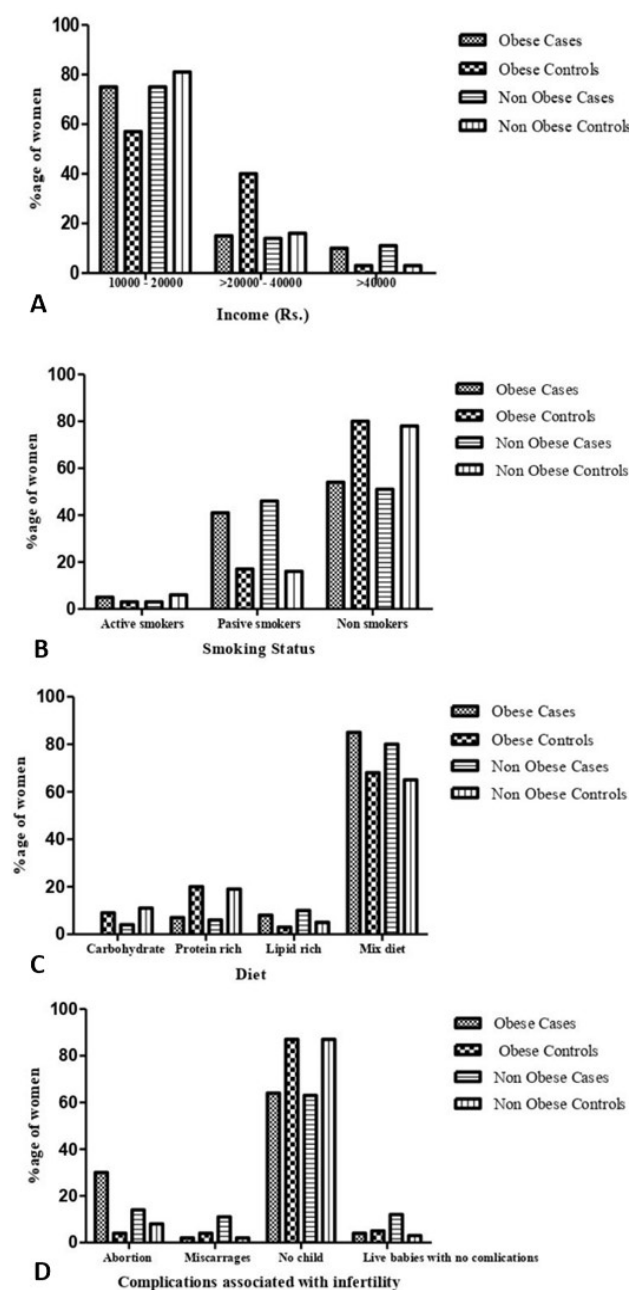 100
80
60
40
20
0
%age of women
Obese Cases
Obese Controls
Non Obese Cases
Non Obese Controls
10000 - 20000 >20000 - 40000 >40000
Income (Rs.)
A
100
80
60
40
20
0
%age of women
Obese Cases
Obese Controls
Non Obese Cases
Non Obese Controls
Active smokers Pasive smokers Non smokers
Smoking Status
B
100
80
60
40
20
0
%age of women
Obese Cases
Obese Controls
Non Obese Cases
Non Obese Controls
Carbohydrate Protein rich Lipid rich Mix diet
Diet
C
100
80
60
40
20
0
%age of women
Obese Cases
Obese Controls
Non Obese Cases
Non Obese Controls
Abortion Miscarrages No child Live babies with no comlications
Complications associated with infertility
D